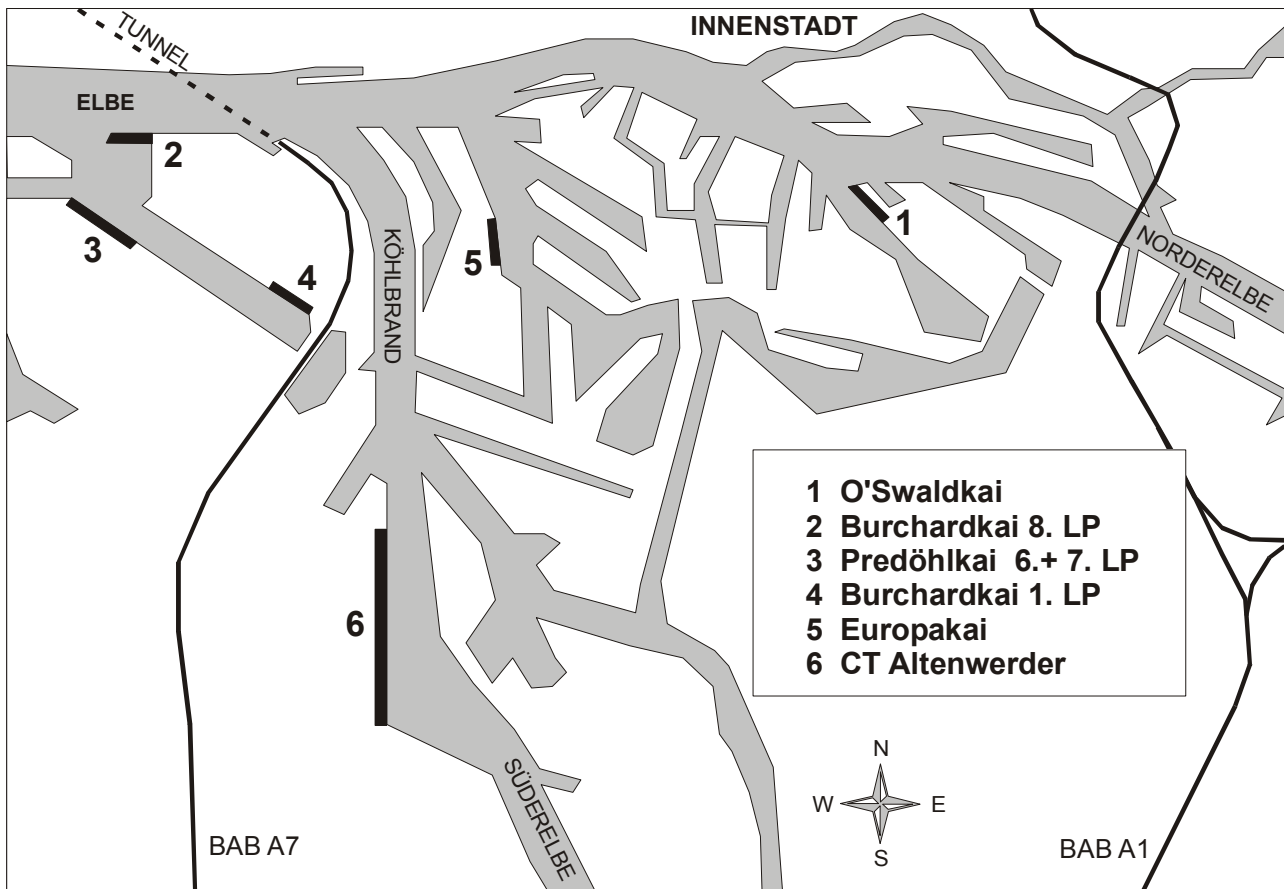 INNENSTADT
TUNNEL
ELBE
2
3
4
5
1
KÖHLBRAND
NORDERELBE
1 O'Swaldkai
2 Burchardkai 8. LP
3 Predöhlkai 6.+ 7. LP
4 Burchardkai 1. LP
5 Europakai
6 CT Altenwerder
6
SÜDERELBE
N
W E
S
BAB A7
BAB A1